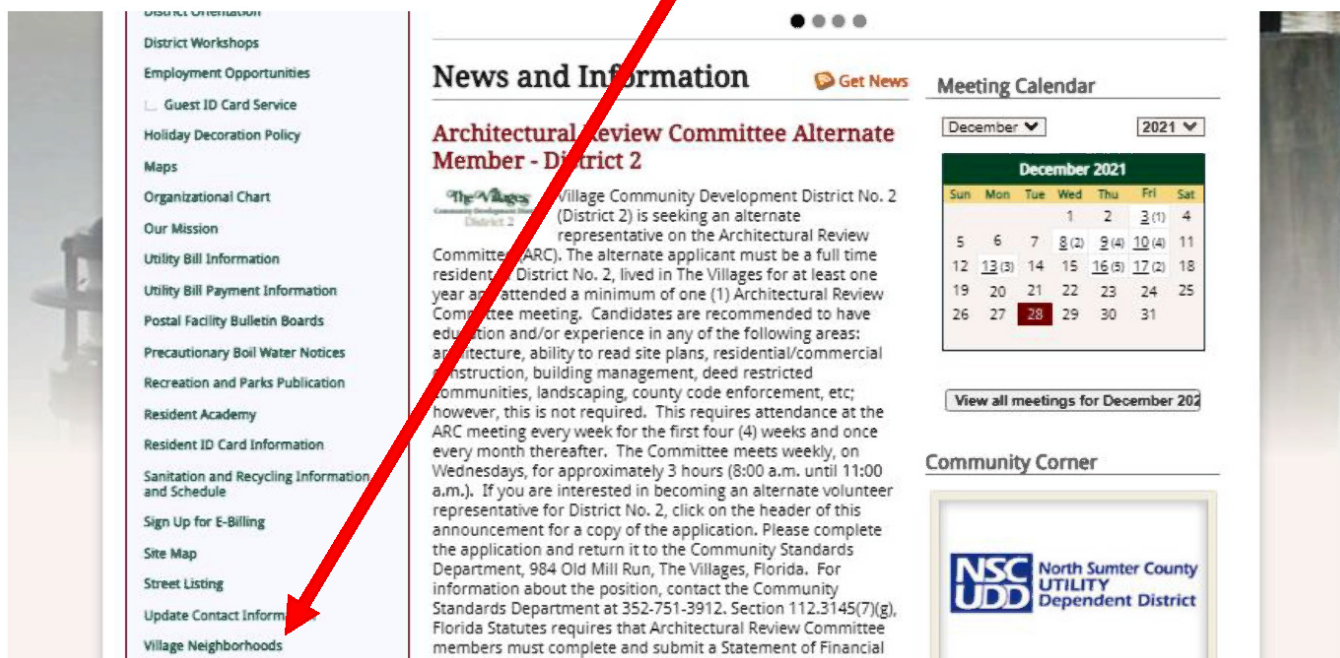 District Orientation
District Workshops
Employment Opportunities
Guest ID Card Service
Holiday Decoration Policy
Maps
Organizational Chart
Our Mission
Utility Bill Information
Utility Bill Payment Information
Postal Facility Bulletin Boards
Precautionary Boil Water Notices
Recreation and Parks Publication
Resident Academy
Resident ID Card Information
Sanitation and Recycling Information
and Schedule
Sign Up for E-Billing
Site Map
Street Listing
Update Contact Inform
Village Neighborhoods
News and Information
Get News
Architectural Review Committee Alternate
Member - District 2
The Villages
Community Development District
District 2
Village Community Development District No. 2
(District 2) is seeking an alternate
representative on the Architectural Review
Committee (ARC). The alternate applicant must be a full time
resident District No. 2, lived in The Villages for at least one
year and attended a minimum of one (1) Architectural Review
Committee meeting. Candidates are recommended to have
education and/or experience in any of the following areas:
architecture, ability to read site plans, residential/commercial
construction, building management, deed restricted
communities, landscaping, county code enforcement, etc;
however, this is not required. This requires attendance at the
ARC meeting every week for the first four (4) weeks and once
every month thereafter. The Committee meets weekly, on
Wednesdays, for approximately 3 hours (8:00 a.m. until 11:00
a.m.). If you are interested in becoming an alternate volunteer
representative for District No. 2, click on the header of this
announcement for a copy of the application. Please complete
the application and return it to the Community Standards
Department, 984 Old Mill Run, The Villages, Florida. For
information about the position, contact the Community
Standards Department at 352-751-3912. Section 112.3145(7)(g),
Florida Statutes requires that Architectural Review Committee
members must complete and submit a Statement of Financial
Meeting Calendar
December 2021
December 2021
Sun Mon Tue Wed Thu Fri Sat
1 2 3 (1) 4
5 6 7 8 (2) 9 (4) 10 (4) 11
12 13 (3) 14 15 16 (5) 17 (2) 18
19 20 21 22 23 24 25
26 27 28 29 30 31
View all meetings for December 202
Community Corner
NSC
UDD
North Sumter County
UTILITY
Dependent District